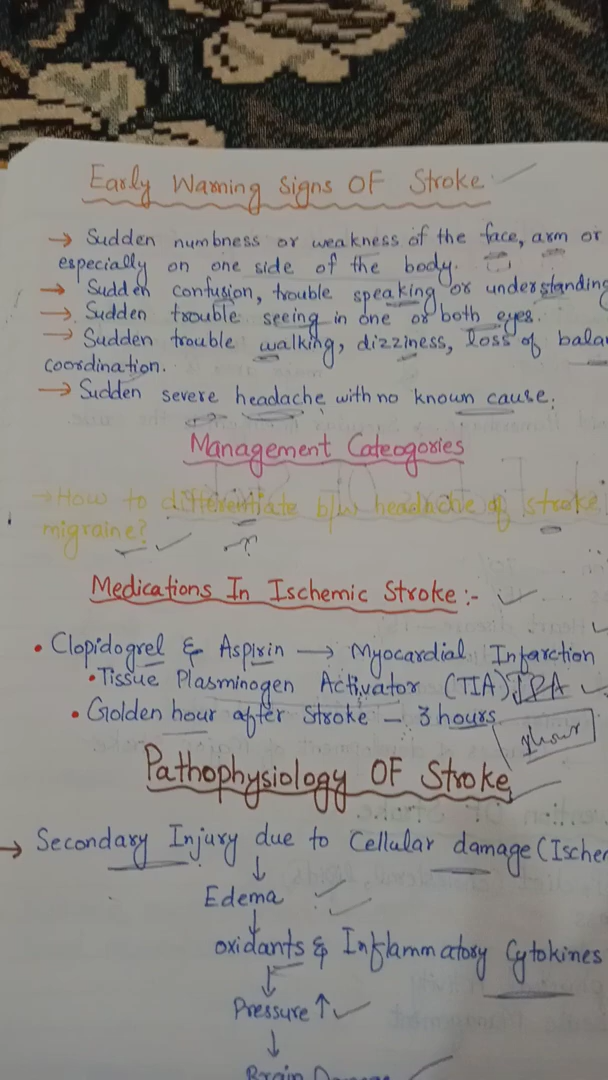 Early Warning Signs OF Stroke
→ Sudden numbness or weakness of the face, arm or
especially on one side of the body.
→ Sudden confusion, trouble speaking or understanding
→ Sudden trouble seeing in one or both eyes.
→ Sudden trouble walking, dizziness, loss of bala
coordination.
→ Sudden severe headache with no known cause.
Management Cateogories
→ How to differentiate b/w headache of stroke
migraine?
Medications In Ischemic Stroke:-
• Clopidogrel & Aspirin → Myocardial Infarction
• Tissue Plasminogen Activator (TIA) TPA
• Golden hour after Stroke - 3 hours.
hour
Pathophysiology OF Stroke
→ Secondary Injury due to Cellular damage (Ischem
↓
Edema
↓
oxidants & Inflammatory Cytokines
↓
Pressure ↑
↓
Brain Damage